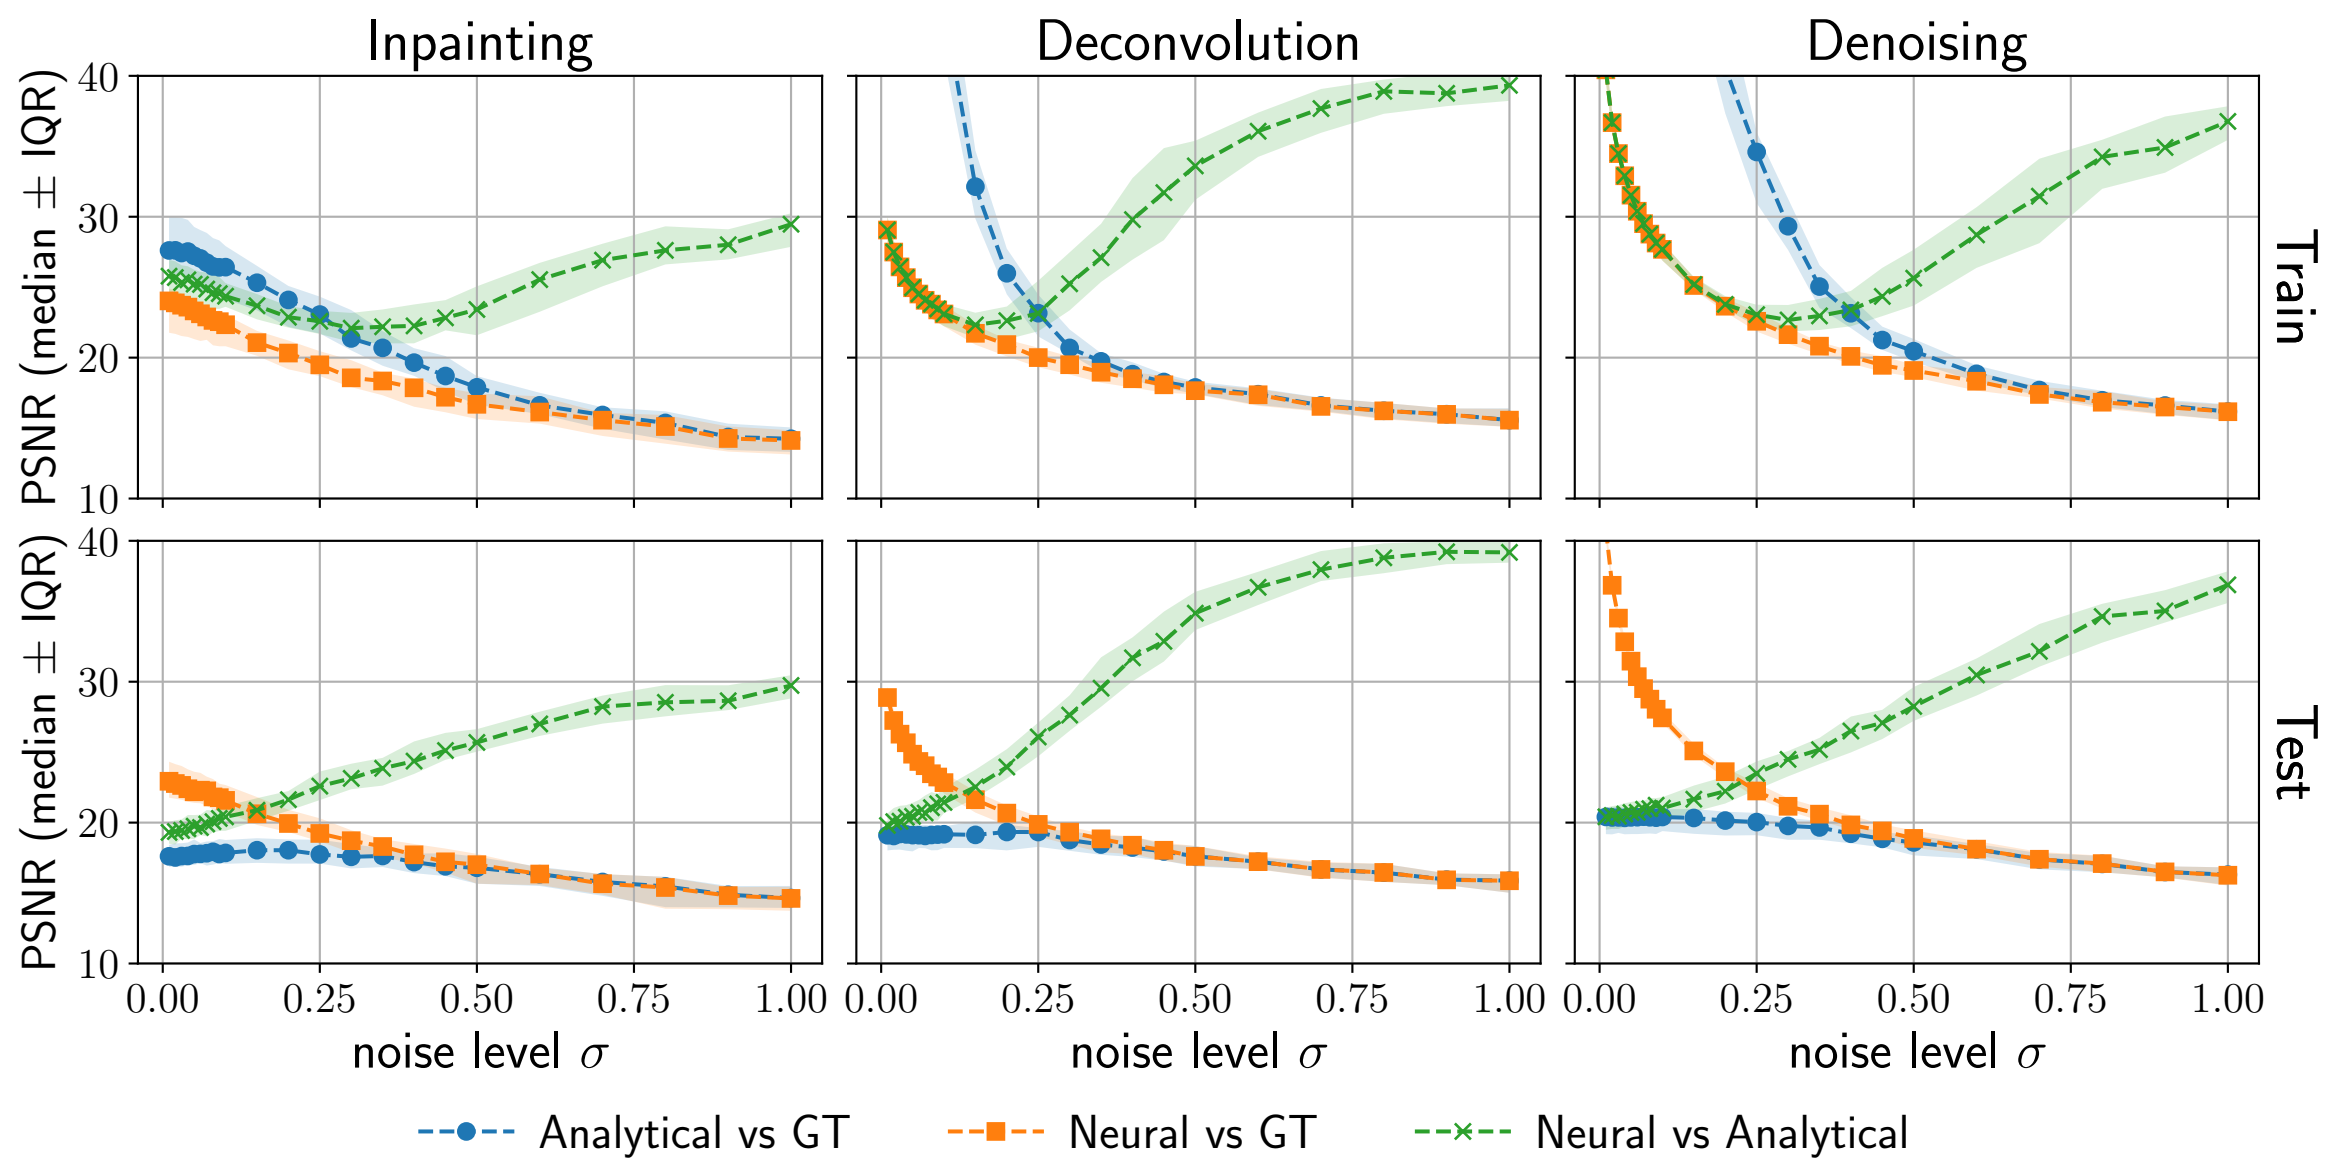 Inpainting Deconvolution Denoising
PSNR (median ± IQR)
40
30
20
10
Train
PSNR (median ± IQR)
40
30
20
10
Test
0.00 0.25 0.50 0.75 1.00 0.00 0.25 0.50 0.75 1.00 0.00 0.25 0.50 0.75 1.00
noise level σ noise level σ noise level σ
Analytical vs GT Neural vs GT Neural vs Analytical